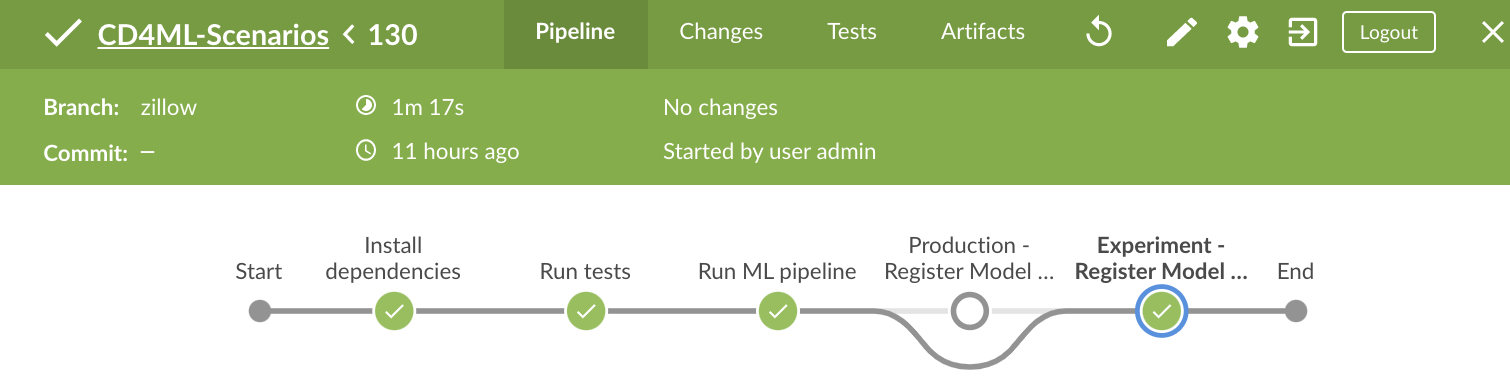 CD4ML-Scenarios < 130
Pipeline
Changes
Tests
Artifacts
Logout
Branch: zillow
1m 17s
No changes
Commit: —
11 hours ago
Started by user admin
Start
Install
dependencies
Run tests
Run ML pipeline
Production -
Register Model ...
Experiment -
Register Model ...
End